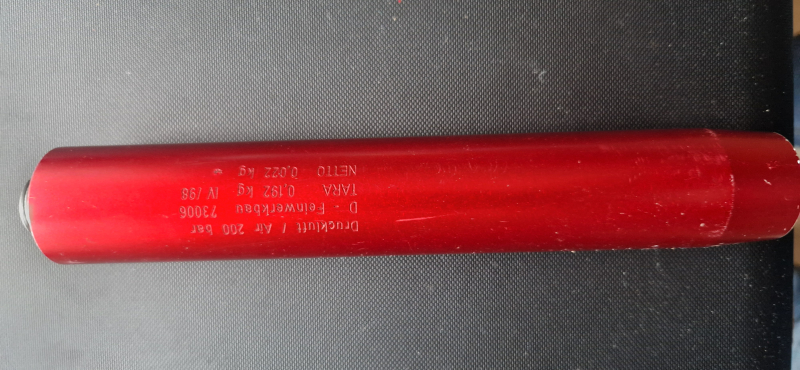 Druckluft / Air 200 bar
D - Feinwerkbau 73006
TARA 0,192 kg IV /98
NETTO 0,022 kg